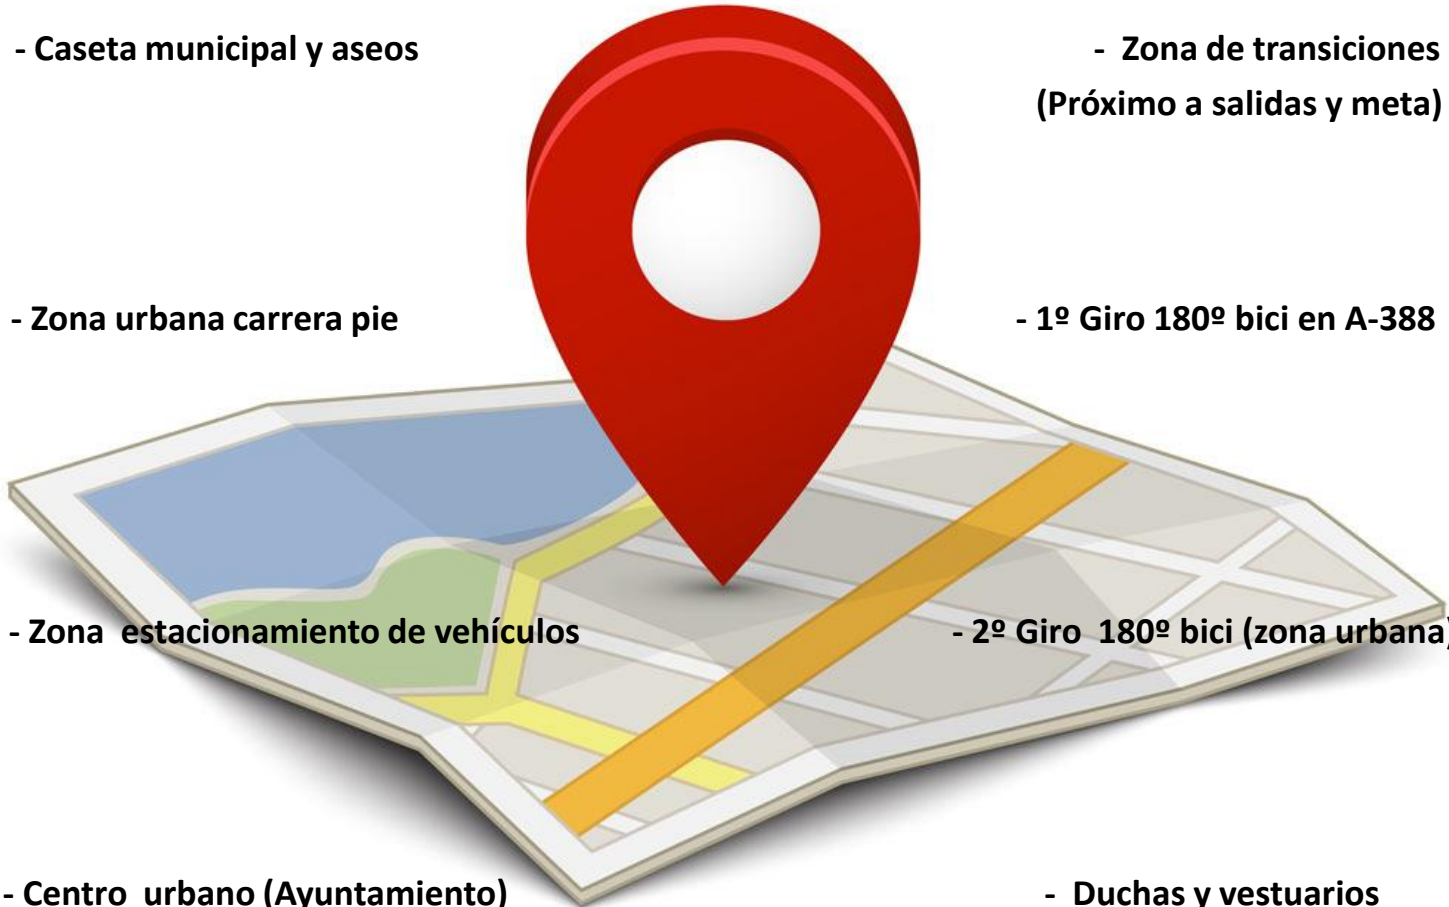 - Caseta municipal y aseos
- Zona de transiciones
(Próximo a salidas y meta)
- Zona urbana carrera pie
- 1º Giro 180º bici en A-388
- Zona estacionamiento de vehículos
- 2º Giro 180º bici (zona urbana)
- Centro urbano (Ayuntamiento)
- Duchas y vestuarios